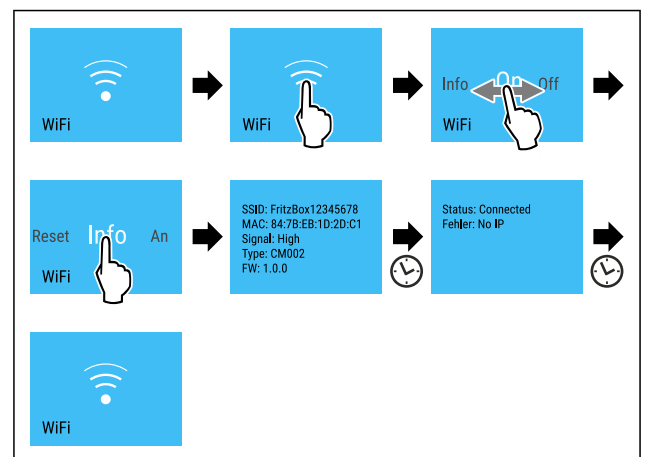 WiFi
WiFi
Info On Off
WiFi
Reset Info An
WiFi
SSID: FritzBox12345678
MAC: 84:7B:EB:1D:2D:C1
Signal: High
Type: CM002
FW: 1.0.0
Status: Connected
Fehler: No IP
WiFi